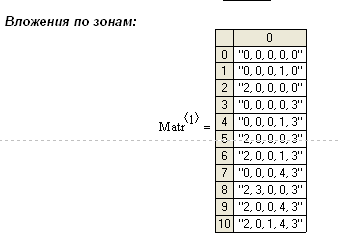 Вложения по зонам:
0
0 "0, 0, 0, 0, 0"
1 "0, 0, 0, 1, 0"
2 "2, 0, 0, 0, 0"
3 "0, 0, 0, 0, 3"
4 "0, 0, 0, 1, 3"
Matr⟨1⟩ =
5 "2, 0, 0, 0, 3"
6 "2, 0, 0, 1, 3"
7 "0, 0, 0, 4, 3"
8 "2, 3, 0, 0, 3"
9 "2, 0, 0, 4, 3"
10 "2, 0, 1, 4, 3"